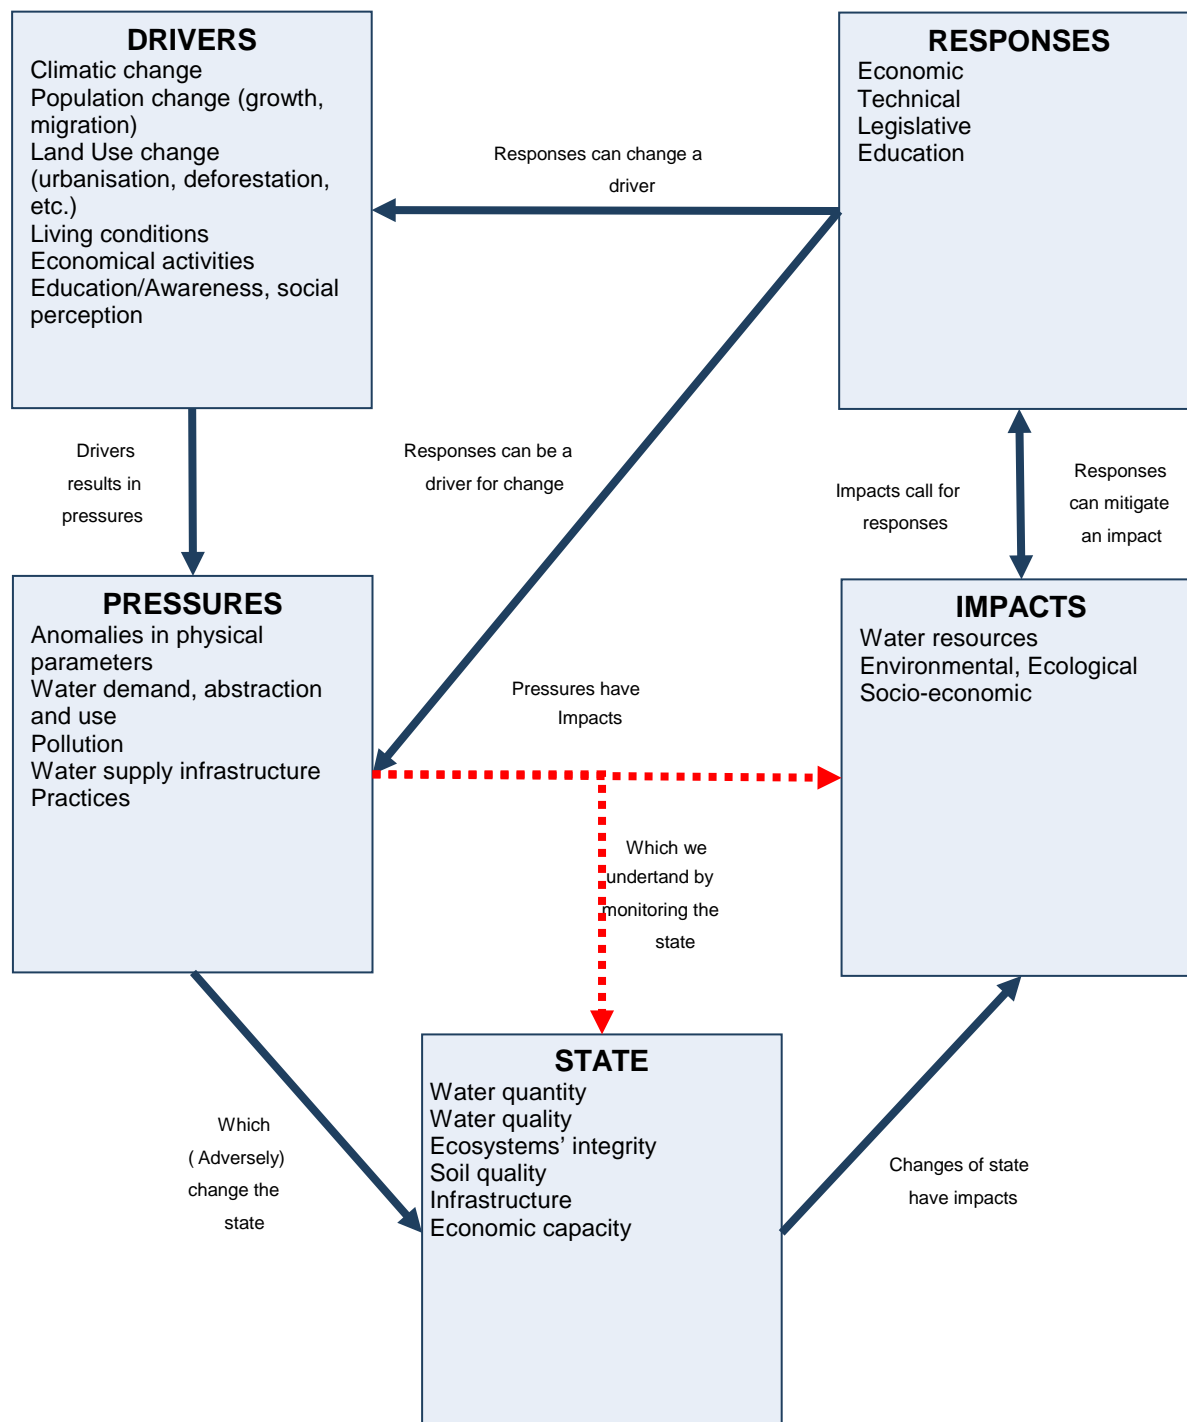 DRIVERS
Climatic change
Population change (growth,
migration)
Land Use change
(urbanisation, deforestation,
etc.)
Living conditions
Economical activities
Education/Awareness, social
perception
RESPONSES
Economic
Technical
Legislative
Education
Responses can change a
driver
Drivers
results in
pressures
Responses can be a
driver for change
Impacts call for
responses
Responses
can mitigate
an impact
PRESSURES
Anomalies in physical
parameters
Water demand, abstraction
and use
Pollution
Water supply infrastructure
Practices
Pressures have
Impacts
IMPACTS
Water resources
Environmental, Ecological
Socio-economic
Which we
undertand by
monitoring the
state
Which
( Adversely)
change the
state
STATE
Water quantity
Water quality
Ecosystems’ integrity
Soil quality
Infrastructure
Economic capacity
Changes of state
have impacts